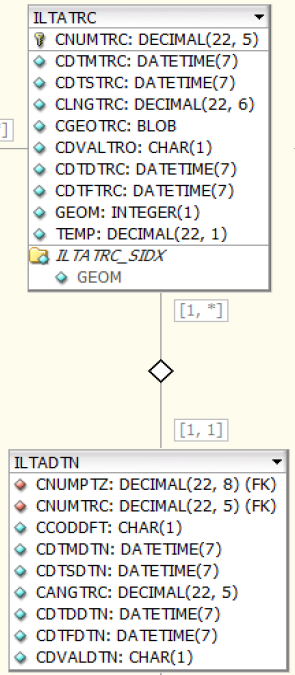 ILTATRC
CNUMTRC: DECIMAL(22, 5)
CDTMTRC: DATETIME(7)
CDTSTRC: DATETIME(7)
CLNGTRC: DECIMAL(22, 6)
CGEOTRC: BLOB
CDVALTRO: CHAR(1)
CDTDTRC: DATETIME(7)
CDTFTRC: DATETIME(7)
GEOM: INTEGER(1)
TEMP: DECIMAL(22, 1)
ILTATRC_SIDX
GEOM
[1, *]
[1, 1]
ILTADTN
CNUMPTZ: DECIMAL(22, 8) (FK)
CNUMTRC: DECIMAL(22, 5) (FK)
CCODDFT: CHAR(1)
CDTMDTN: DATETIME(7)
CDTSDTN: DATETIME(7)
CANGTRC: DECIMAL(22, 5)
CDTDDTN: DATETIME(7)
CDTFDTN: DATETIME(7)
CDVALDTN: CHAR(1)